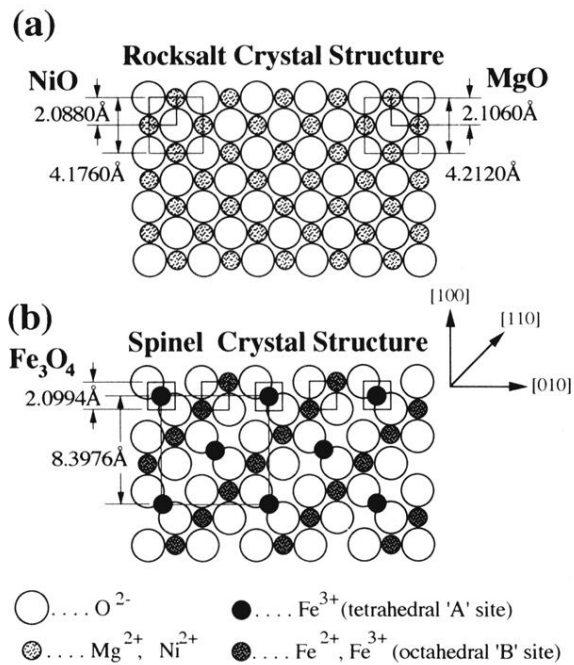 (a)
Rocksalt Crystal Structure
NiO
MgO
2.0880Å
2.1060Å
4.1760Å
4.2120Å
(b)
Spinel Crystal Structure
Fe3O4
2.0994Å
8.3976Å
[100]
[110]
[010]
.... O2-
.... Fe3+(tetrahedral 'A' site)
.... Mg2+, Ni2+
.... Fe2+, Fe3+(octahedral 'B' site)